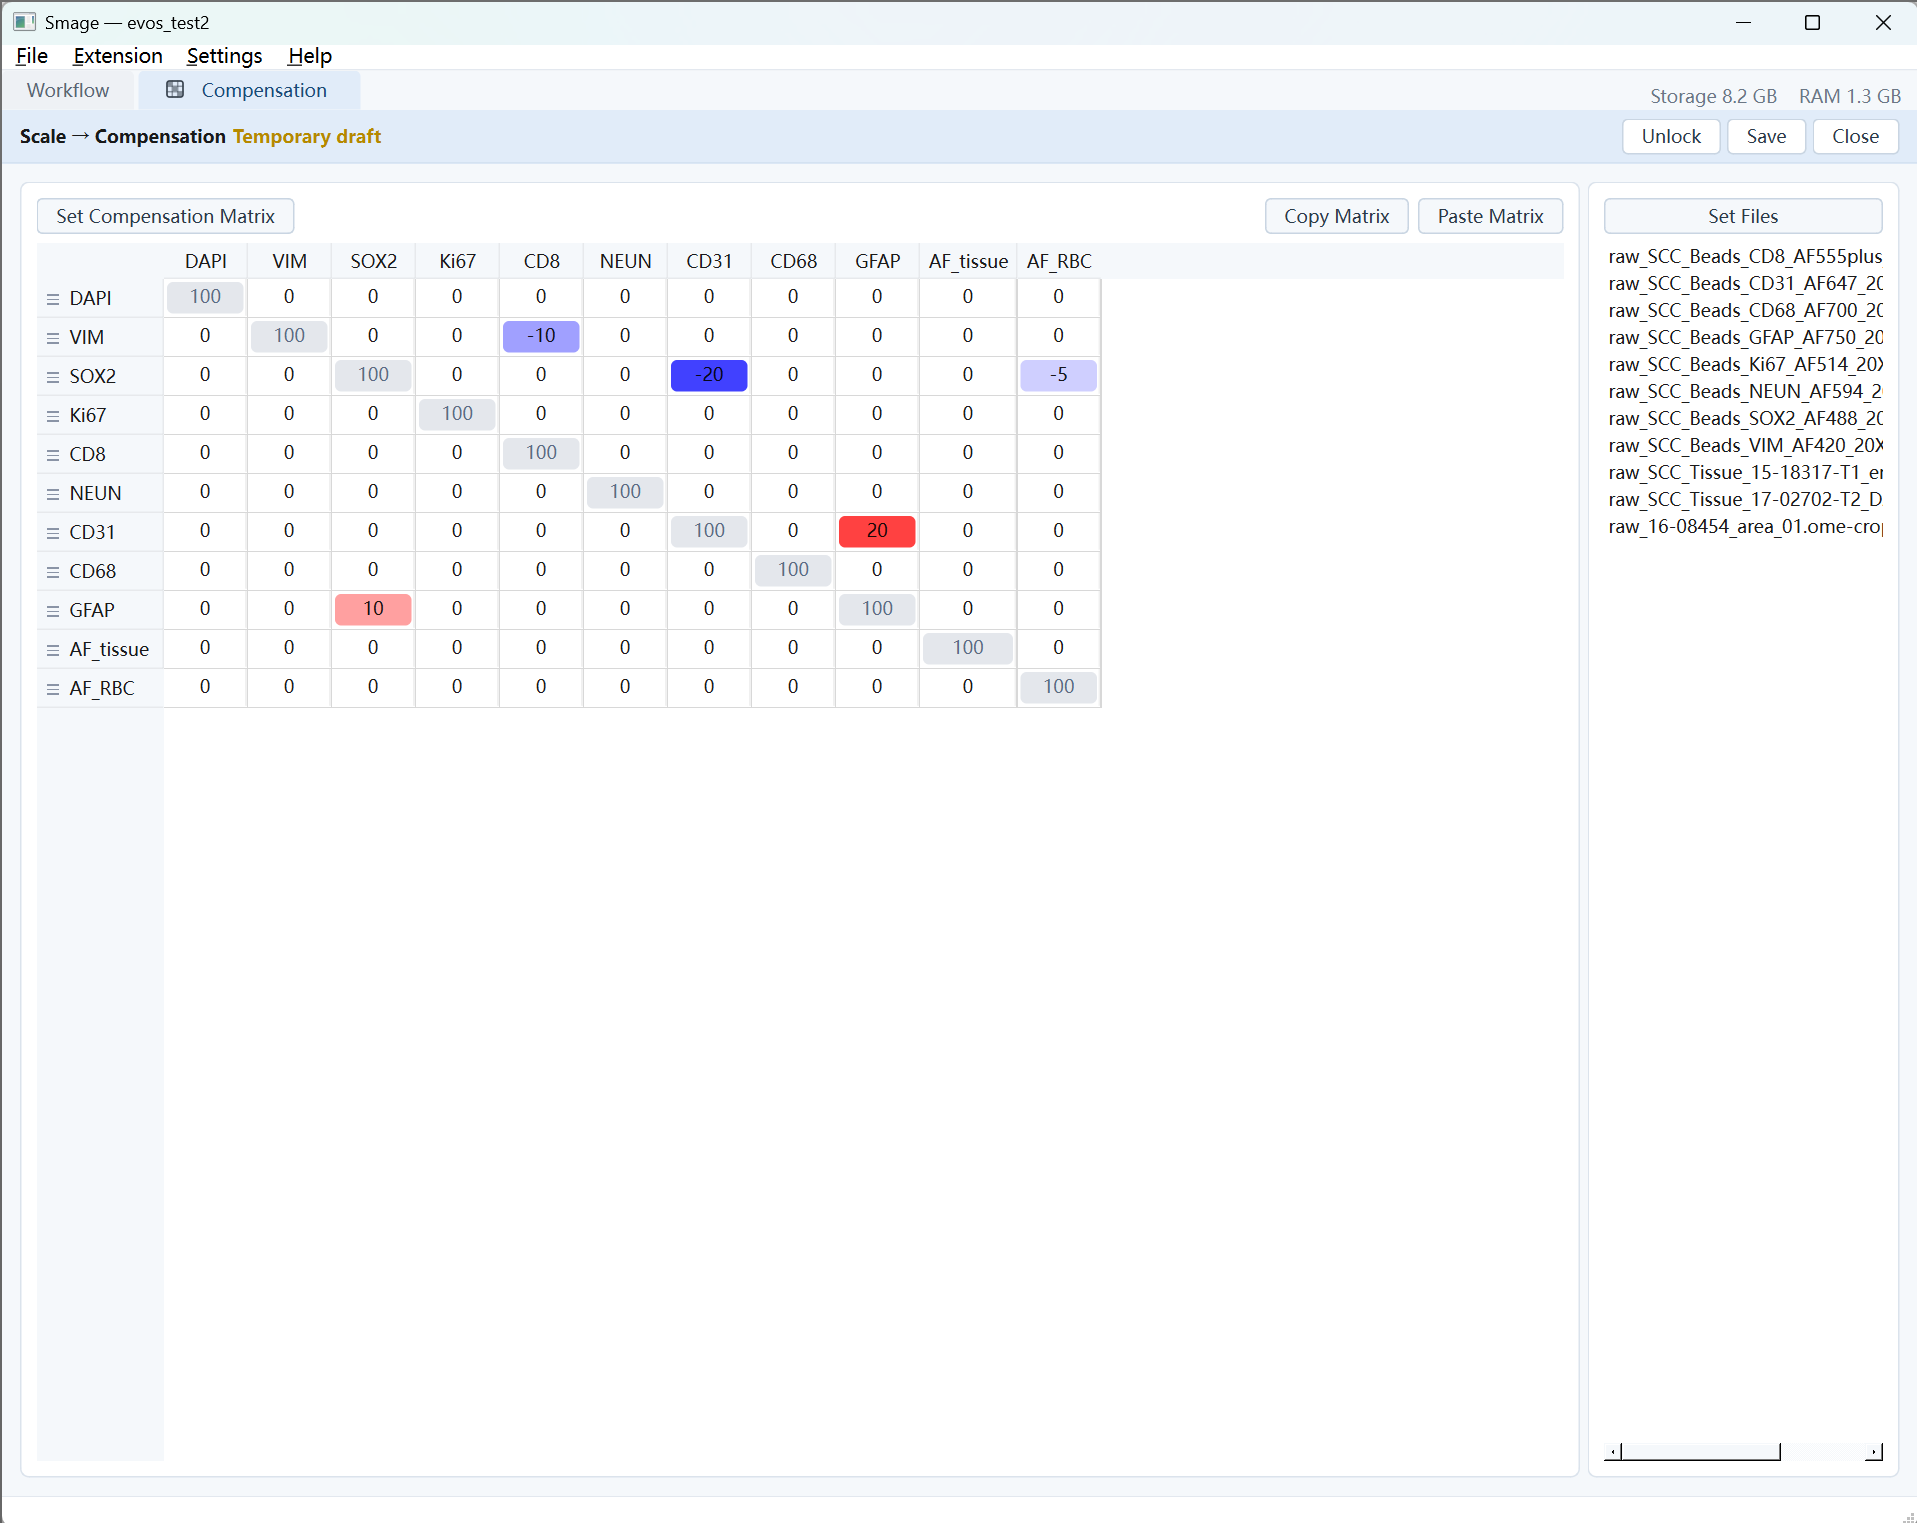 Smage — evos_test2
File Extension Settings Help
Workflow Compensation Storage 8.2 GB RAM 1.3 GB
Scale → Compensation Temporary draft Unlock Save Close
Set Compensation Matrix Copy Matrix Paste Matrix Set Files
DAPI VIM SOX2 Ki67 CD8 NEUN CD31 CD68 GFAP AF_tissue AF_RBC
DAPI 100 0 0 0 0 0 0 0 0 0 0
VIM 0 100 0 0 -10 0 0 0 0 0 0
SOX2 0 0 100 0 0 0 -20 0 0 0 -5
Ki67 0 0 0 100 0 0 0 0 0 0 0
CD8 0 0 0 0 100 0 0 0 0 0 0
NEUN 0 0 0 0 0 100 0 0 0 0 0
CD31 0 0 0 0 0 0 100 0 20 0 0
CD68 0 0 0 0 0 0 0 100 0 0 0
GFAP 0 0 10 0 0 0 0 0 100 0 0
AF_tissue 0 0 0 0 0 0 0 0 0 100 0
AF_RBC 0 0 0 0 0 0 0 0 0 0 100
raw_SCC_Beads_CD8_AF555plus_
raw_SCC_Beads_CD31_AF647_20
raw_SCC_Beads_CD68_AF700_20
raw_SCC_Beads_GFAP_AF750_20
raw_SCC_Beads_Ki67_AF514_20X
raw_SCC_Beads_NEUN_AF594_2
raw_SCC_Beads_SOX2_AF488_20
raw_SCC_Beads_VIM_AF420_20X
raw_SCC_Tissue_15-18317-T1_er
raw_SCC_Tissue_17-02702-T2_D
raw_16-08454_area_01.ome-crop